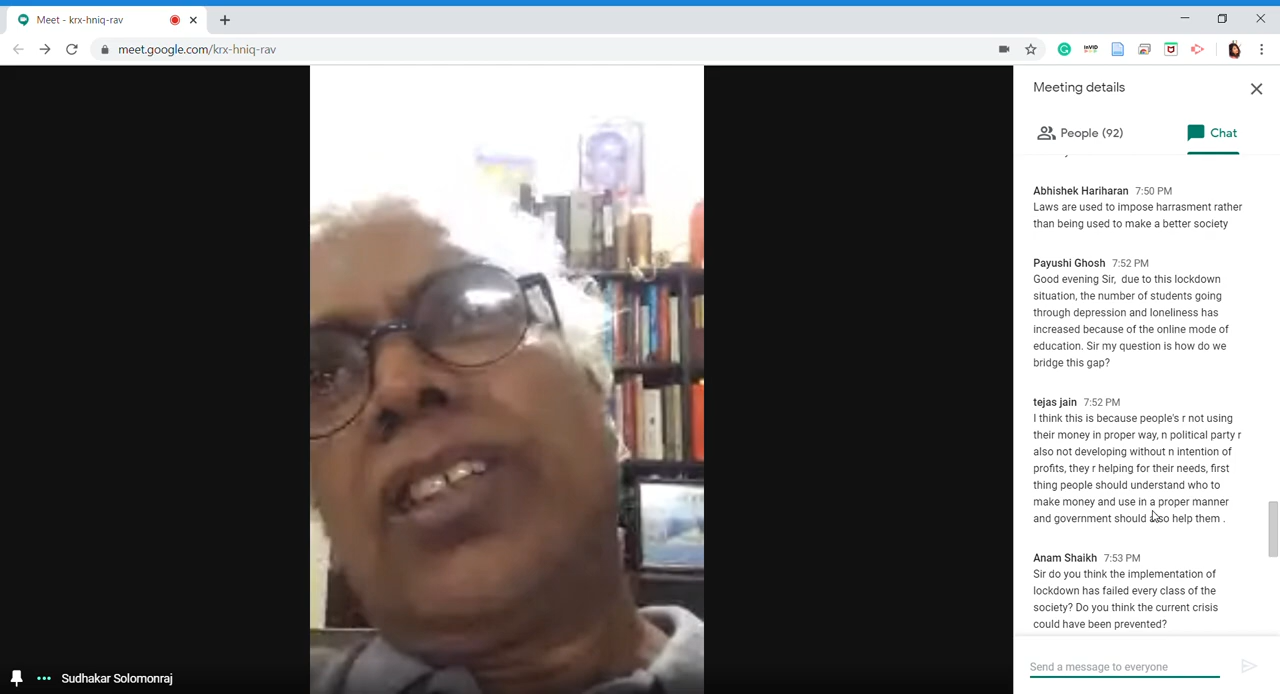 Meet - krx-hniq-rav
meet.google.com/krx-hniq-rav
Meeting details
People (92)
Chat
Abhishek Hariharan 7:50 PM
Laws are used to impose harrasment rather
than being used to make a better society
Payushi Ghosh 7:52 PM
Good evening Sir, due to this lockdown
situation, the number of students going
through depression and loneliness has
increased because of the online mode of
education. Sir my question is how do we
bridge this gap?
tejas jain 7:52 PM
I think this is because people's r not using
their money in proper way, n political party r
also not developing without n intention of
profits, they r helping for their needs, first
thing people should understand who to
make money and use in a proper manner
and government should also help them .
Anam Shaikh 7:53 PM
Sir do you think the implementation of
lockdown has failed every class of the
society? Do you think the current crisis
could have been prevented?
Send a message to everyone
Sudhakar Solomonraj